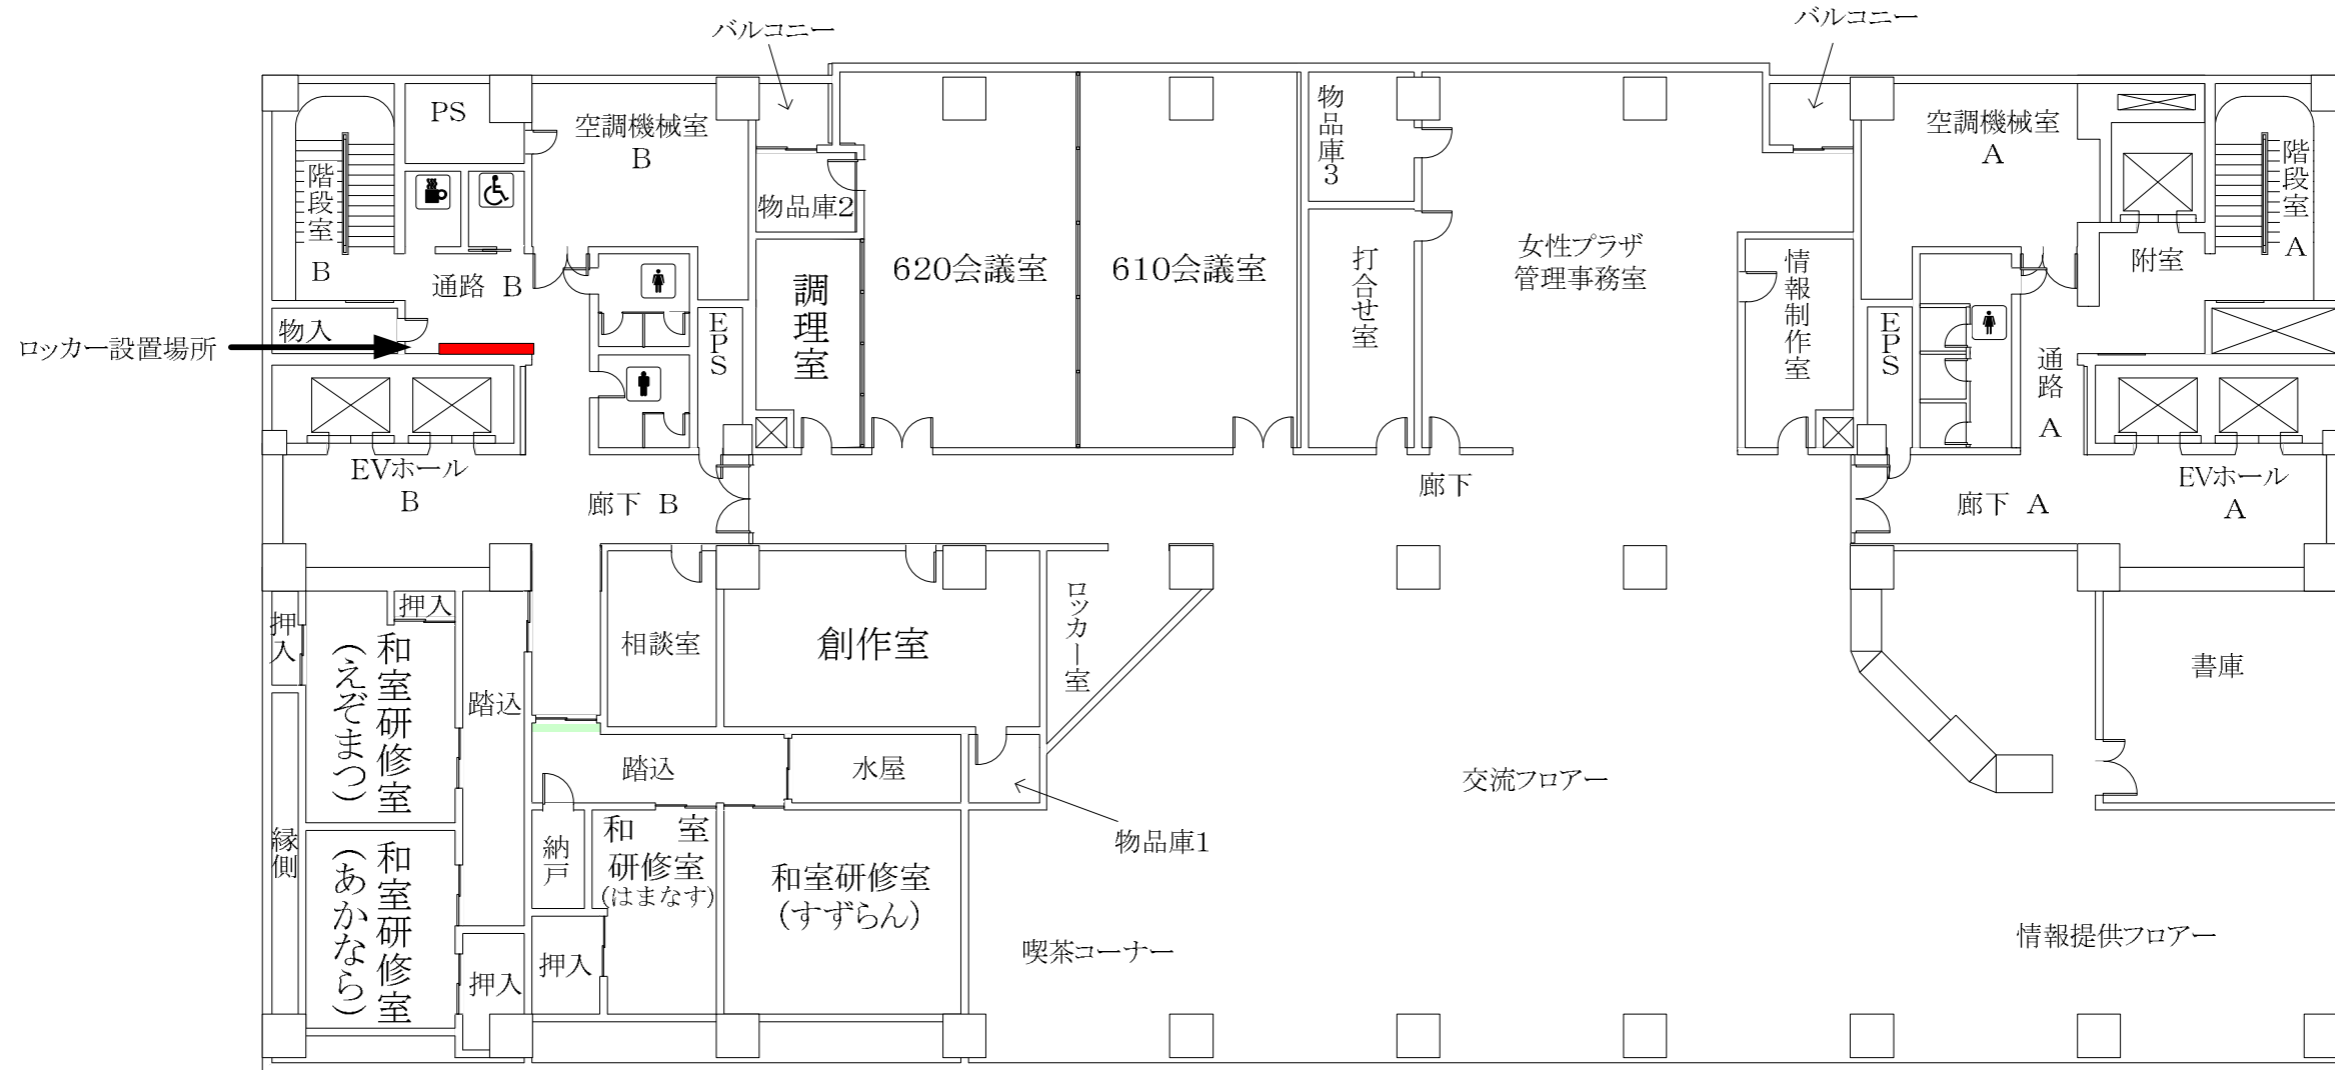 バルコニー
バルコニー
PS
空調機械室
B
物品庫3
空調機械室
A
階段室
B
階段室
A
物品庫2
620会議室
610会議室
打合せ室
女性プラザ
管理事務室
情報制作室
附室
通路 B
調理室
物入
EPS
EPS
ロッカー設置場所
通路
A
EVホール
B
廊下 B
廊下
廊下 A
EVホール
A
押入
押入
和室研修室
(えぞまつ)
踏込
相談室
創作室
ロッカー室
書庫
踏込
水屋
交流フロアー
物品庫1
縁側
和室研修室
(あかなら)
納戸
和 室
研修室
(はまなす)
和室研修室
(すずらん)
押入
押入
喫茶コーナー
情報提供フロアー